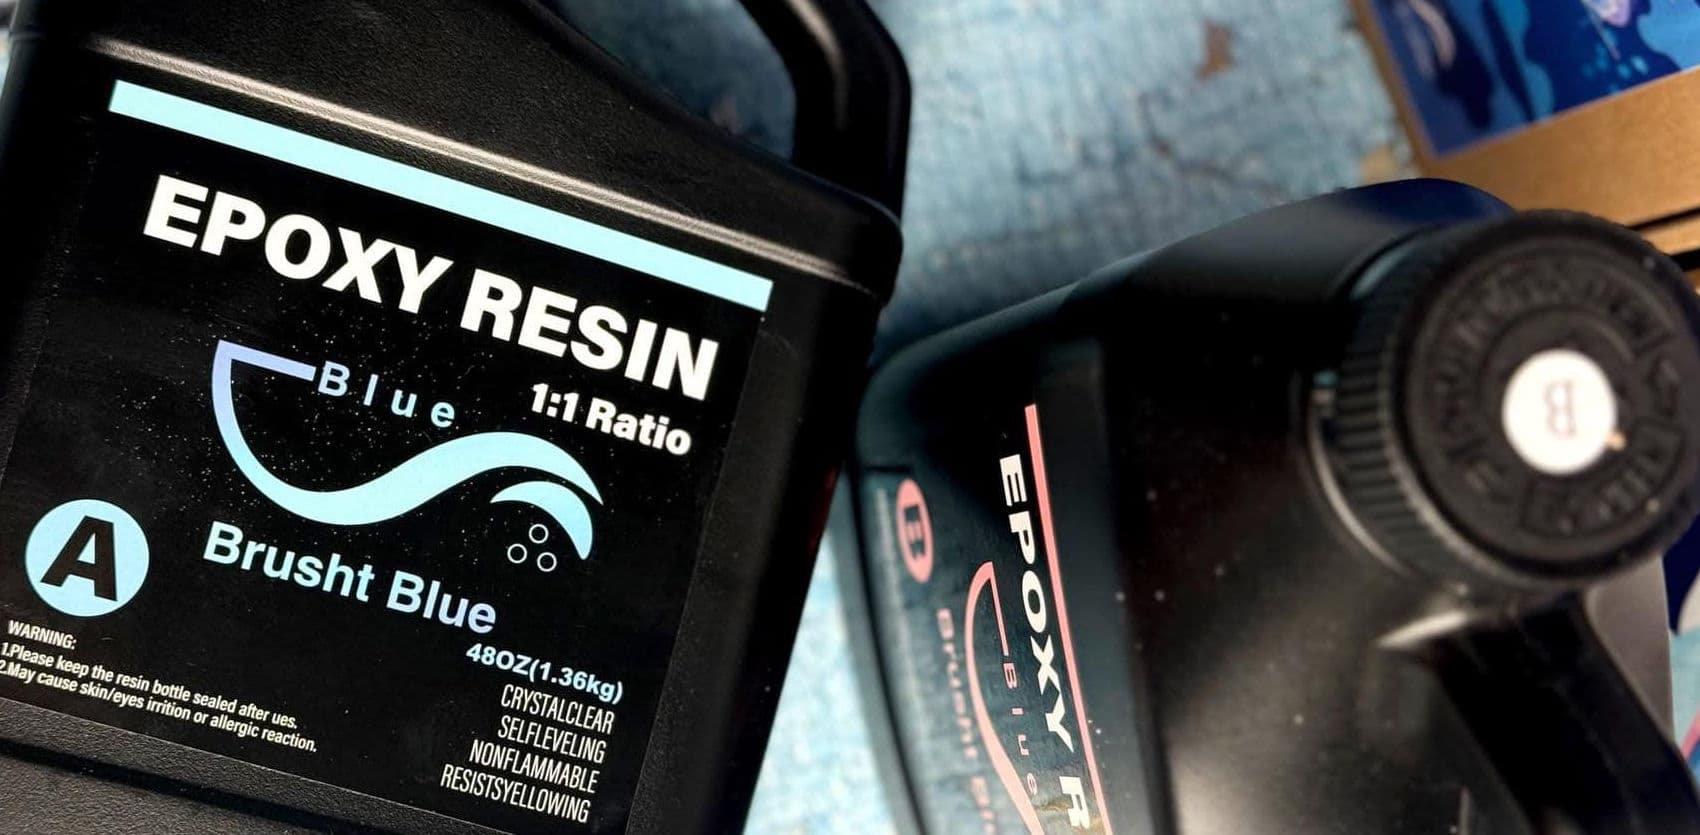 EPOXY RESIN
1:1 Ratio
Blue
Brusht Blue
A
48OZ(1.36kg)
WARNING:
1.Please keep the resin bottle sealed after ues.
2.May cause skin/eyes irrition or allergic reaction.
CRYSTALCLEAR
SELFLEVELING
NONFLAMMABLE
RESISTSYELLOWING
EPOXY R
Blue
Brusht
B
B